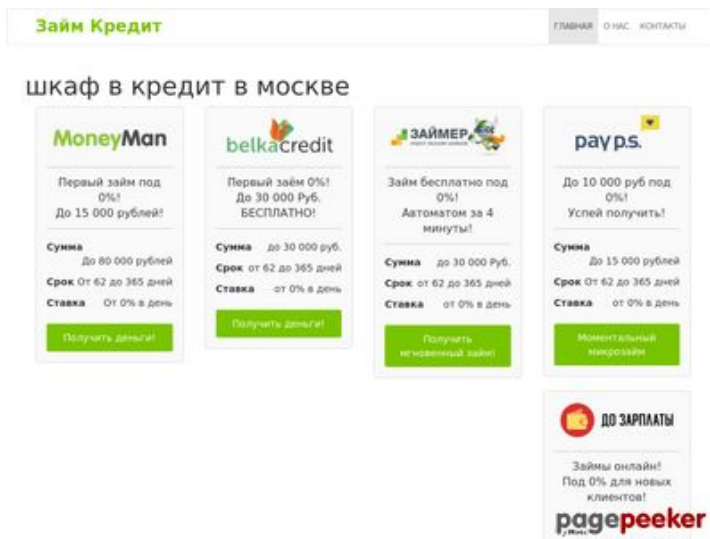 Займ Кредит
ГЛАВНАЯ О НАС. КОНТАКТЫ
шкаф в кредит в москве
MoneyMan
Первый займ под
0%!
До 15 000 рублей!
Сумма
До 80 000 рублей
Срок От 62 до 365 дней
Ставка От 0% в день
Получить деньги!
belkacredit
Первый заём 0%!
До 30 000 Руб.
БЕСПЛАТНО!
Сумма до 30 000 руб.
Срок от 62 до 365 дней
Ставка от 0% в день
Получить деньги!
ЗАЙМЕР
Займ бесплатно под
0%!
Автоматом за 4
минуты!
Сумма до 30 000 Руб.
Срок от 62 до 365 дней
Ставка от 0% в день
Получить
мгновенный займ!
pay p.s.
До 10 000 руб под
0%!
Успей получить!
Сумма
До 15 000 рублей
Срок От 62 до 365 дней
Ставка от 0% в день
Моментальный
микрозайм
ДО ЗАРПЛАТЫ
Займы онлайн!
Под 0% для новых
клиентов!
pagepeeker